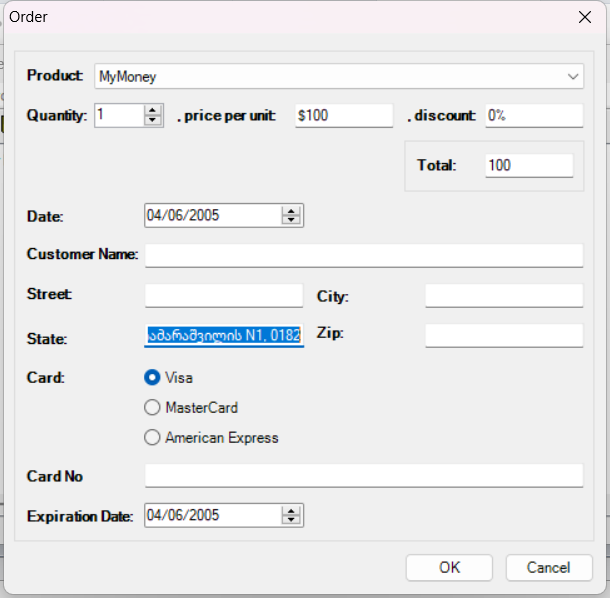 Order
Product: MyMoney
Quantity: 1 , price per unit: $100 , discount: 0%
Total: 100
Date: 04/06/2005
Customer Name:
Street: City:
State: ამარაშვილის N1, 0182 Zip:
Card: Visa
MasterCard
American Express
Card No
Expiration Date: 04/06/2005
OK Cancel